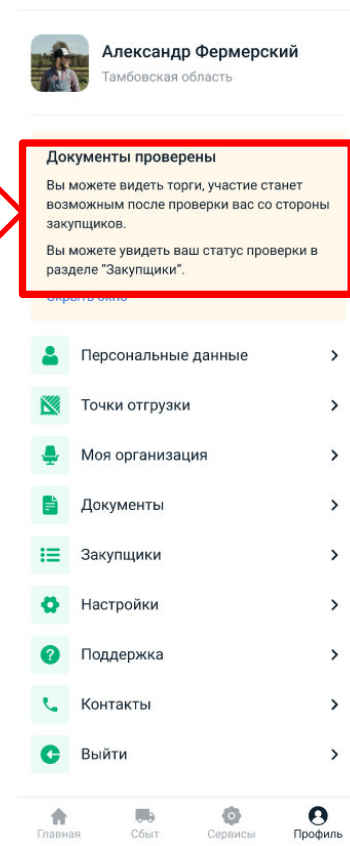 Александр Фермерский
Тамбовская область
Документы проверены
Вы можете видеть торги, участие станет
возможным после проверки вас со стороны
закупщиков.
Вы можете увидеть ваш статус проверки в
разделе “Закупщики”.
Скрыть окно
Персональные данные
Точки отгрузки
Моя организация
Документы
Закупщики
Настройки
Поддержка
Контакты
Выйти
Главная Сбыт Сервисы Профиль